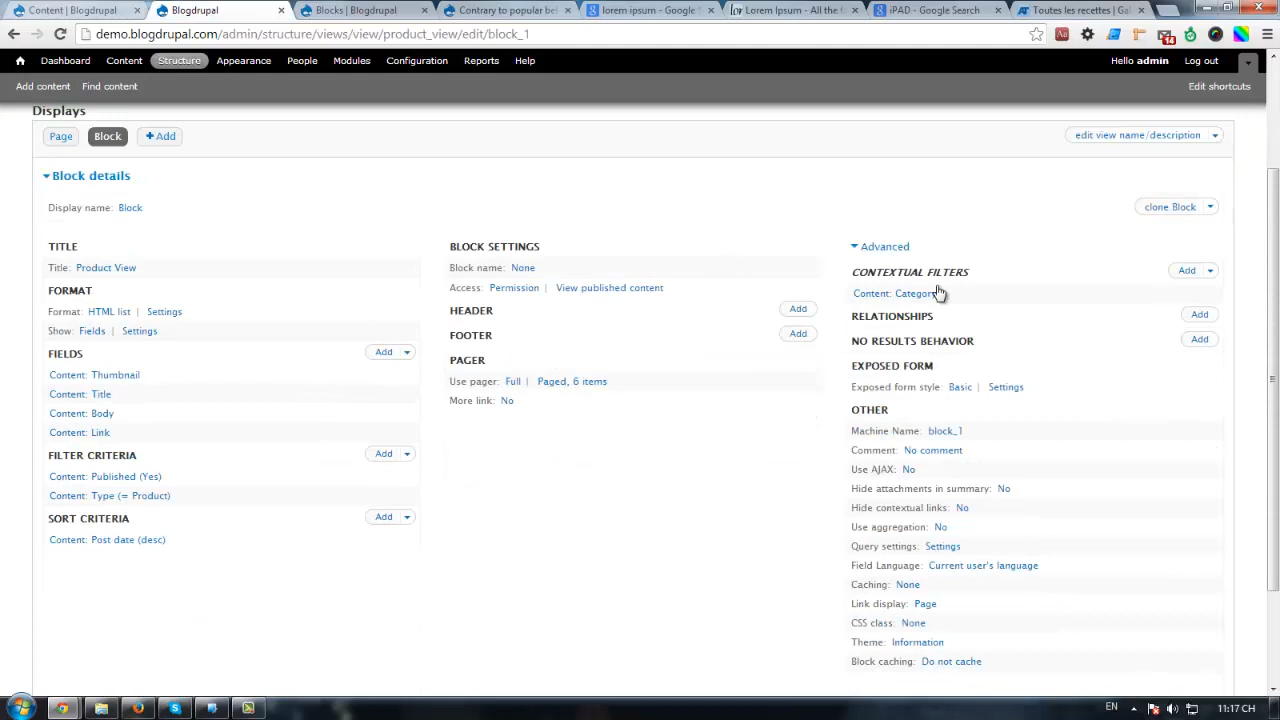 Content | Blogdrupal
Blogdrupal
Blocks | Blogdrupal
Contrary to popular bel
lorem ipsum - Google S
Lorem Ipsum - All the f
iPAD - Google Search
Toutes les recettes | Gal
demo.blogdrupal.com/admin/structure/views/view/product_view/edit/block_1
14
Dashboard Content Structure Appearance People Modules Configuration Reports Help
Hello admin Log out
Add content Find content
Edit shortcuts
Displays
Page Block +Add
edit view name/description
Block details
Display name: Block
clone Block
TITLE
Title: Product View
FORMAT
Format: HTML list | Settings
Show: Fields | Settings
FIELDS Add
Content: Thumbnail
Content: Title
Content: Body
Content: Link
FILTER CRITERIA Add
Content: Published (Yes)
Content: Type (= Product)
SORT CRITERIA Add
Content: Post date (desc)
BLOCK SETTINGS
Block name: None
Access: Permission | View published content
HEADER Add
FOOTER Add
PAGER
Use pager: Full | Paged, 6 items
More link: No
Advanced
CONTEXTUAL FILTERS Add
Content: Category
RELATIONSHIPS Add
NO RESULTS BEHAVIOR Add
EXPOSED FORM
Exposed form style: Basic | Settings
OTHER
Machine Name: block_1
Comment: No comment
Use AJAX: No
Hide attachments in summary: No
Hide contextual links: No
Use aggregation: No
Query settings: Settings
Field Language: Current user's language
Caching: None
Link display: Page
CSS class: None
Theme: Information
Block caching: Do not cache
EN 11:17 CH